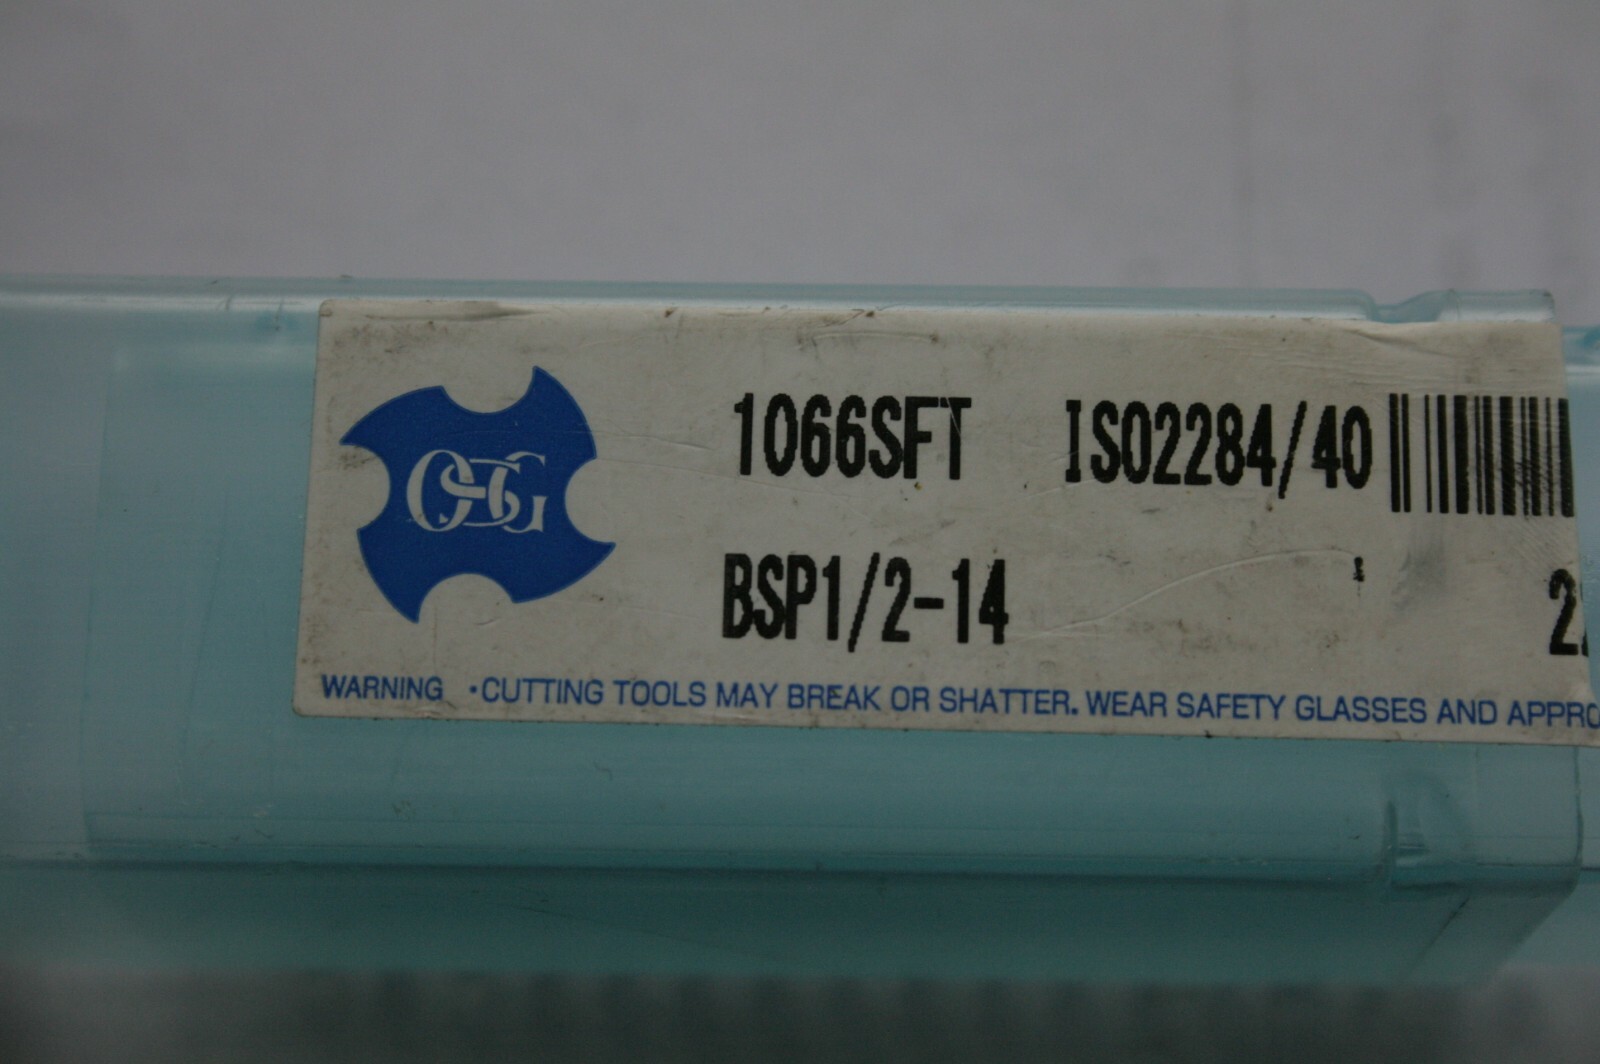 OSG
1066SFT ISO2284/40
BSP1/2-14
WARNING ・CUTTING TOOLS MAY BREAK OR SHATTER. WEAR SAFETY GLASSES AND